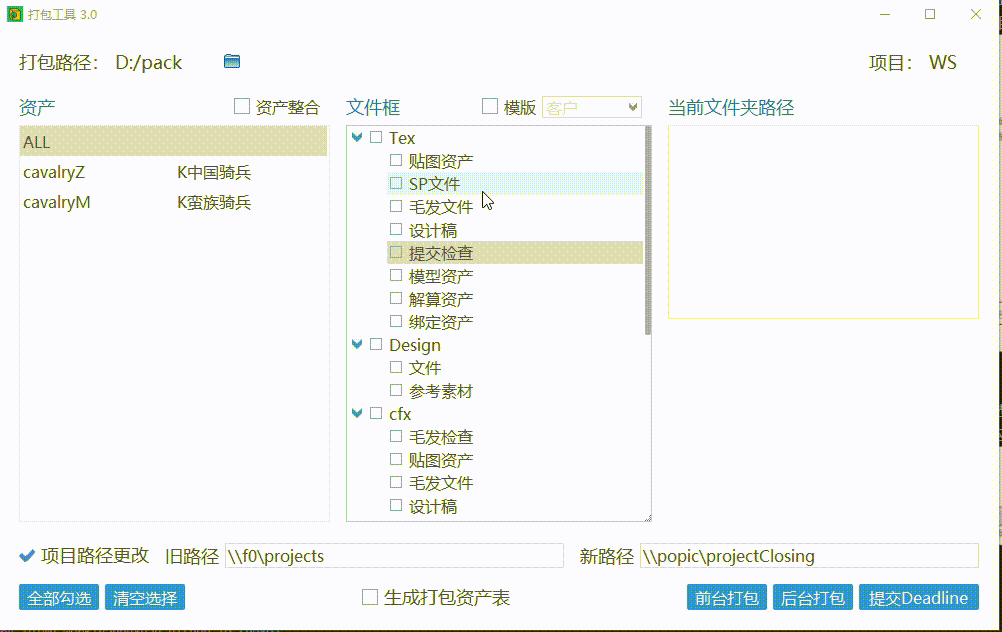 打包工具 3.0
打包路径： D:/pack 项目： WS
资产 资产整合 文件框 模版 客户 当前文件夹路径
ALL
cavalryZ K中国骑兵
cavalryM K蛮族骑兵
Tex
贴图资产
SP文件
毛发文件
设计稿
提交检查
模型资产
解算资产
绑定资产
Design
文件
参考素材
cfx
毛发检查
贴图资产
毛发文件
设计稿
项目路径更改 旧路径 \\f0\projects 新路径 \\popic\projectClosing
全部勾选 清空选择 生成打包资产表 前台打包 后台打包 提交Deadline